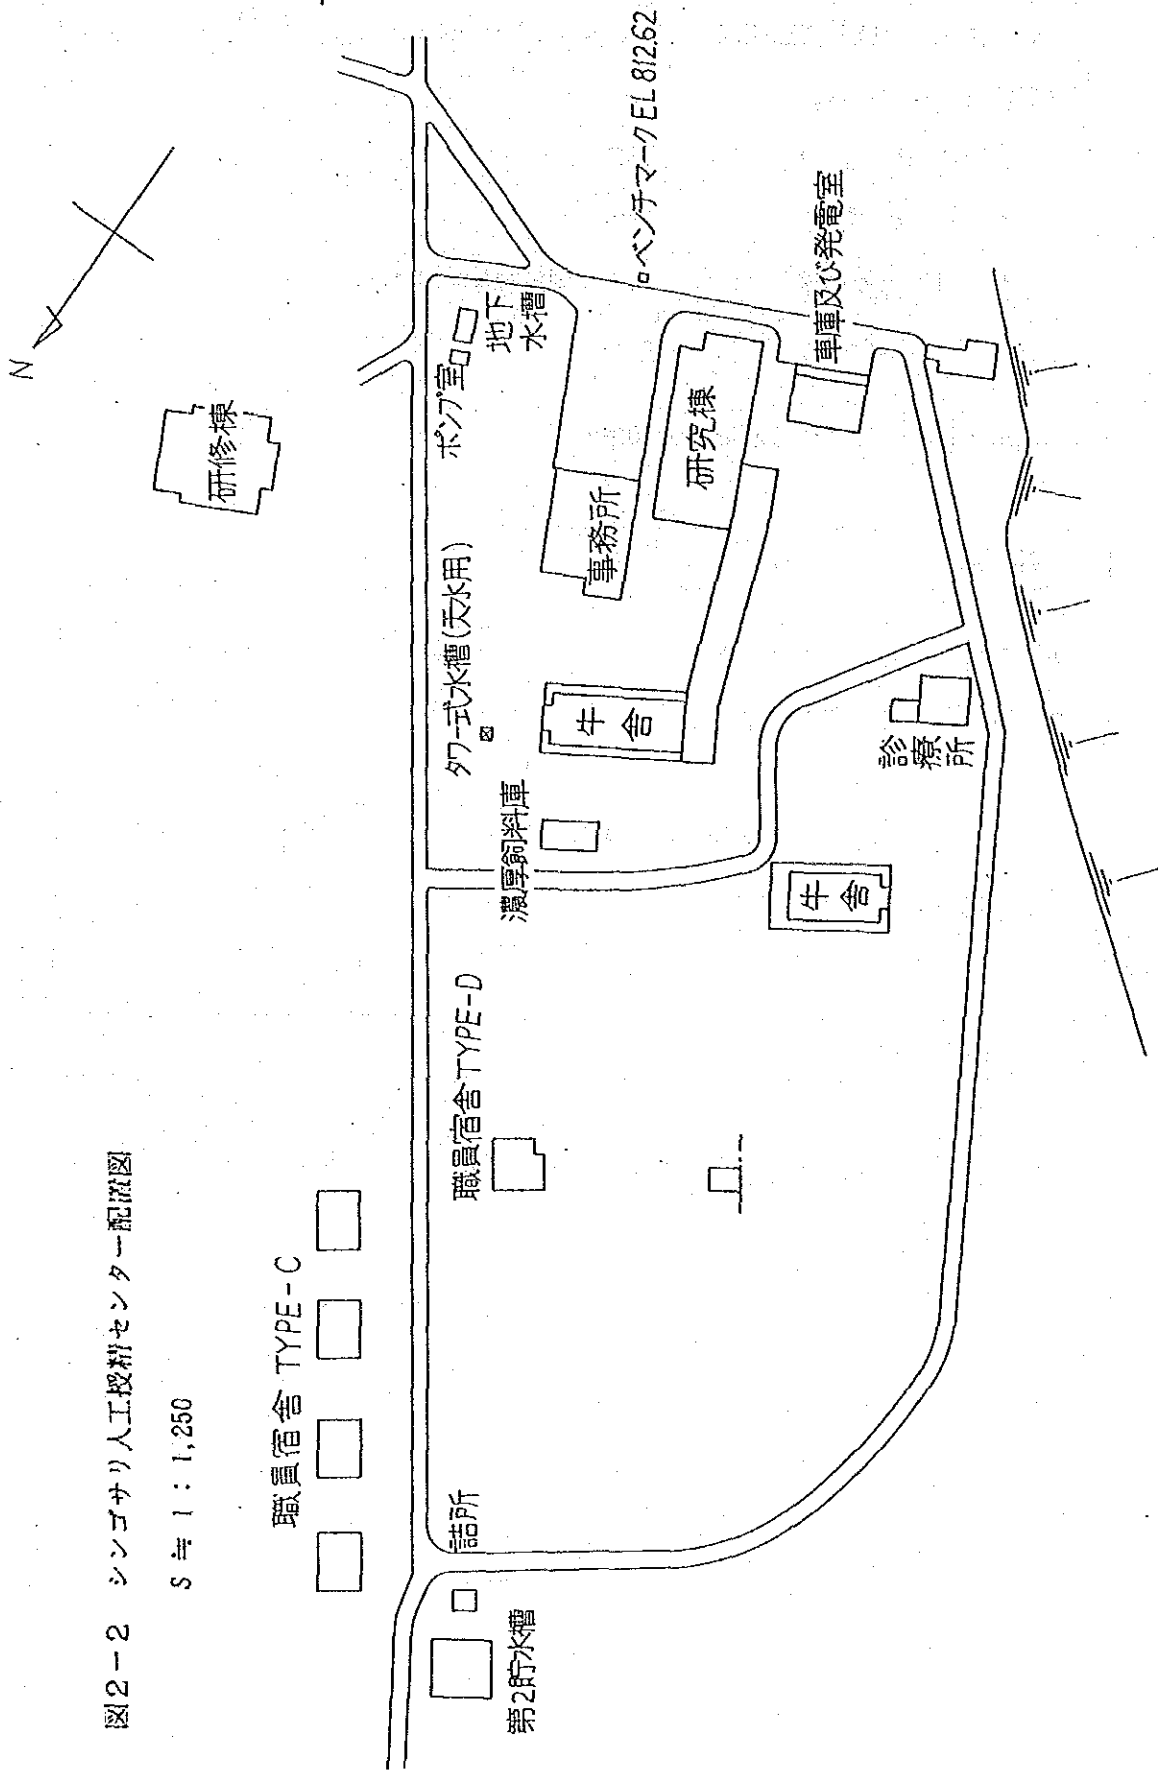 図2-2 シンゴサリ人工授精センター配置図
S≒1:1,250
N
研修棟
職員宿舎 TYPE-C
ポンプ室
地下
水槽
タワー式水槽(天水用)
ベンチマーク EL 812.62
事務所
研究棟
車庫及び発電室
牛舎
濃厚飼料庫
診療所
牛舎
職員宿舎 TYPE-D
詰所
第2貯水槽